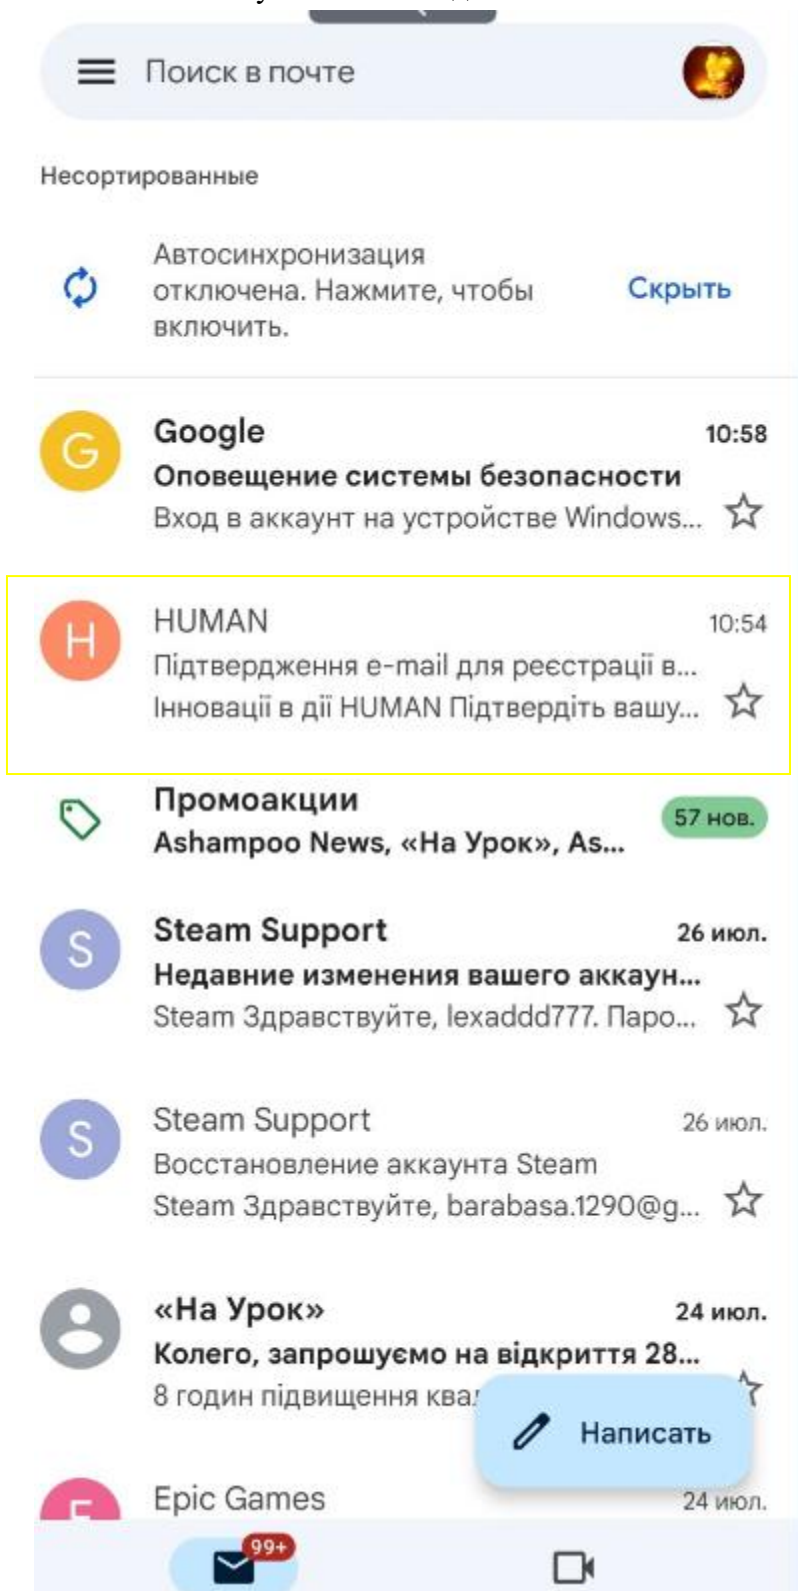 Поиск в почте
Несортированные
Автосинхронизация
отключена. Нажмите, чтобы
включить.
Скрыть
G
Google
10:58
Оповещение системы безопасности
Вход в аккаунт на устройстве Windows...
H
HUMAN
10:54
Підтвердження e-mail для реєстрації в...
Інновації в дії HUMAN Підтвердіть вашу...
Промоакции
57 нов.
Ashampoo News, «На Урок», As...
S
Steam Support
26 июл.
Недавние изменения вашего аккаун...
Steam Здравствуйте, lexaddd777. Паро...
S
Steam Support
26 июл.
Восстановление аккаунта Steam
Steam Здравствуйте, barabasa.1290@g...
«На Урок»
24 июл.
Колего, запрошуємо на відкриття 28...
8 годин підвищення
Написать
E
Epic Games
24 июл.
99+